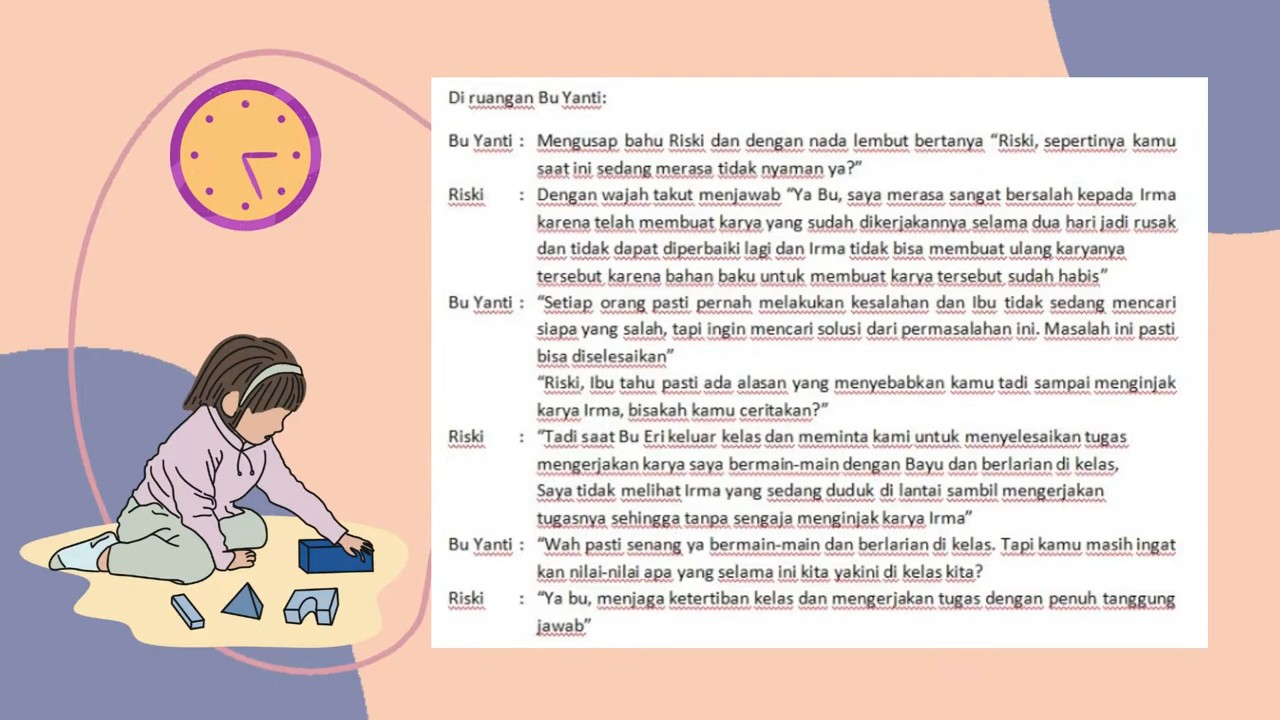 Di ruangan Bu Yanti:
Bu Yanti : Mengusap bahu Riski dan dengan nada lembut bertanya “Riski, sepertinya kamu
saat ini sedang merasa tidak nyaman ya?”
Riski : Dengan wajah takut menjawab “Ya Bu, saya merasa sangat bersalah kepada Irma
karena telah membuat karya yang sudah dikerjakannya selama dua hari jadi rusak
dan tidak dapat diperbaiki lagi dan Irma tidak bisa membuat ulang karyanya
tersebut karena bahan baku untuk membuat karya tersebut sudah habis”
Bu Yanti : “Setiap orang pasti pernah melakukan kesalahan dan Ibu tidak sedang mencari
siapa yang salah, tapi ingin mencari solusi dari permasalahan ini. Masalah ini pasti
bisa diselesaikan”
“Riski, Ibu tahu pasti ada alasan yang menyebabkan kamu tadi sampai menginjak
karya Irma, bisakah kamu ceritakan?”
Riski : “Tadi saat Bu Eri keluar kelas dan meminta kami untuk menyelesaikan tugas
mengerjakan karya saya bermain-main dengan Bayu dan berlarian di kelas,
Saya tidak melihat Irma yang sedang duduk di lantai sambil mengerjakan
tugasnya sehingga tanpa sengaja menginjak karya Irma”
Bu Yanti : “Wah pasti senang ya bermain-main dan berlarian di kelas. Tapi kamu masih ingat
kan nilai-nilai apa yang selama ini kita yakini di kelas kita?
Riski : “Ya bu, menjaga ketertiban kelas dan mengerjakan tugas dengan penuh tanggung
jawab”